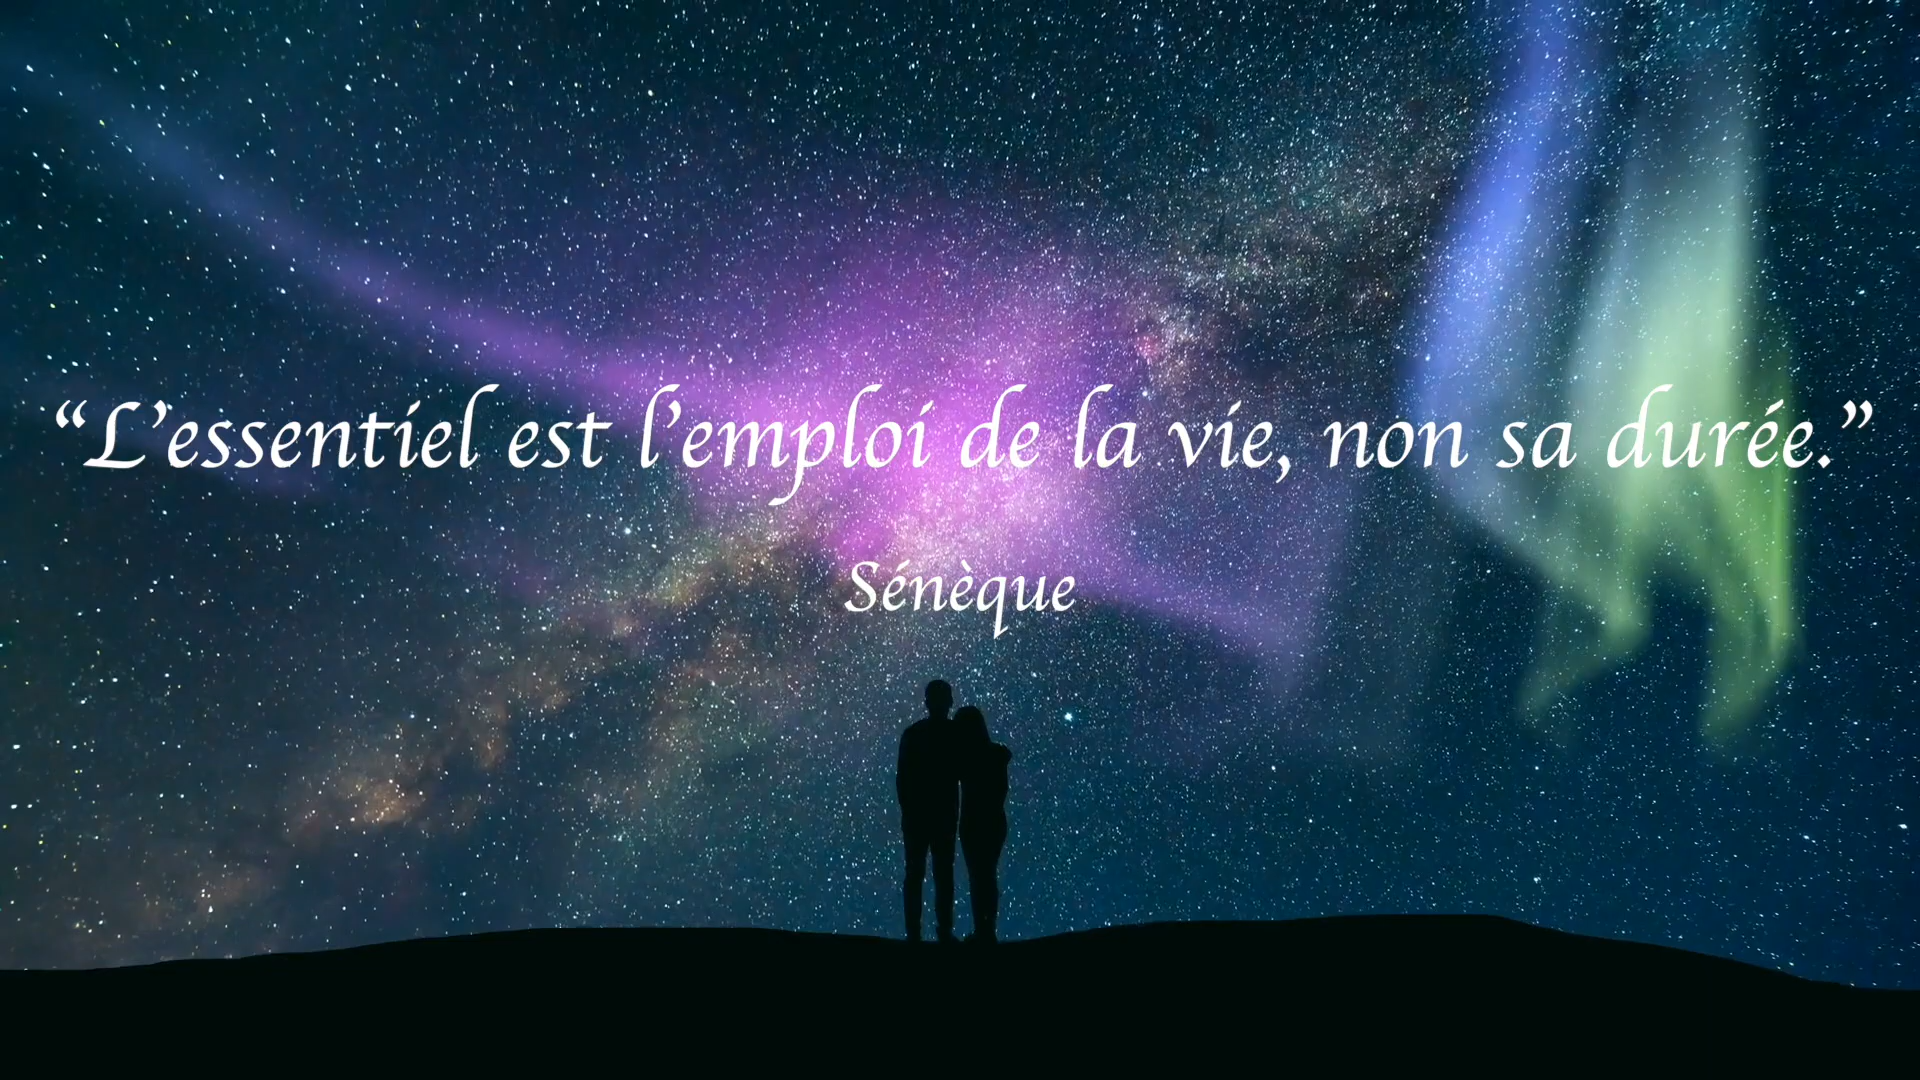 “L’essentiel est l’emploi de la vie, non sa durée.”
Sénèque